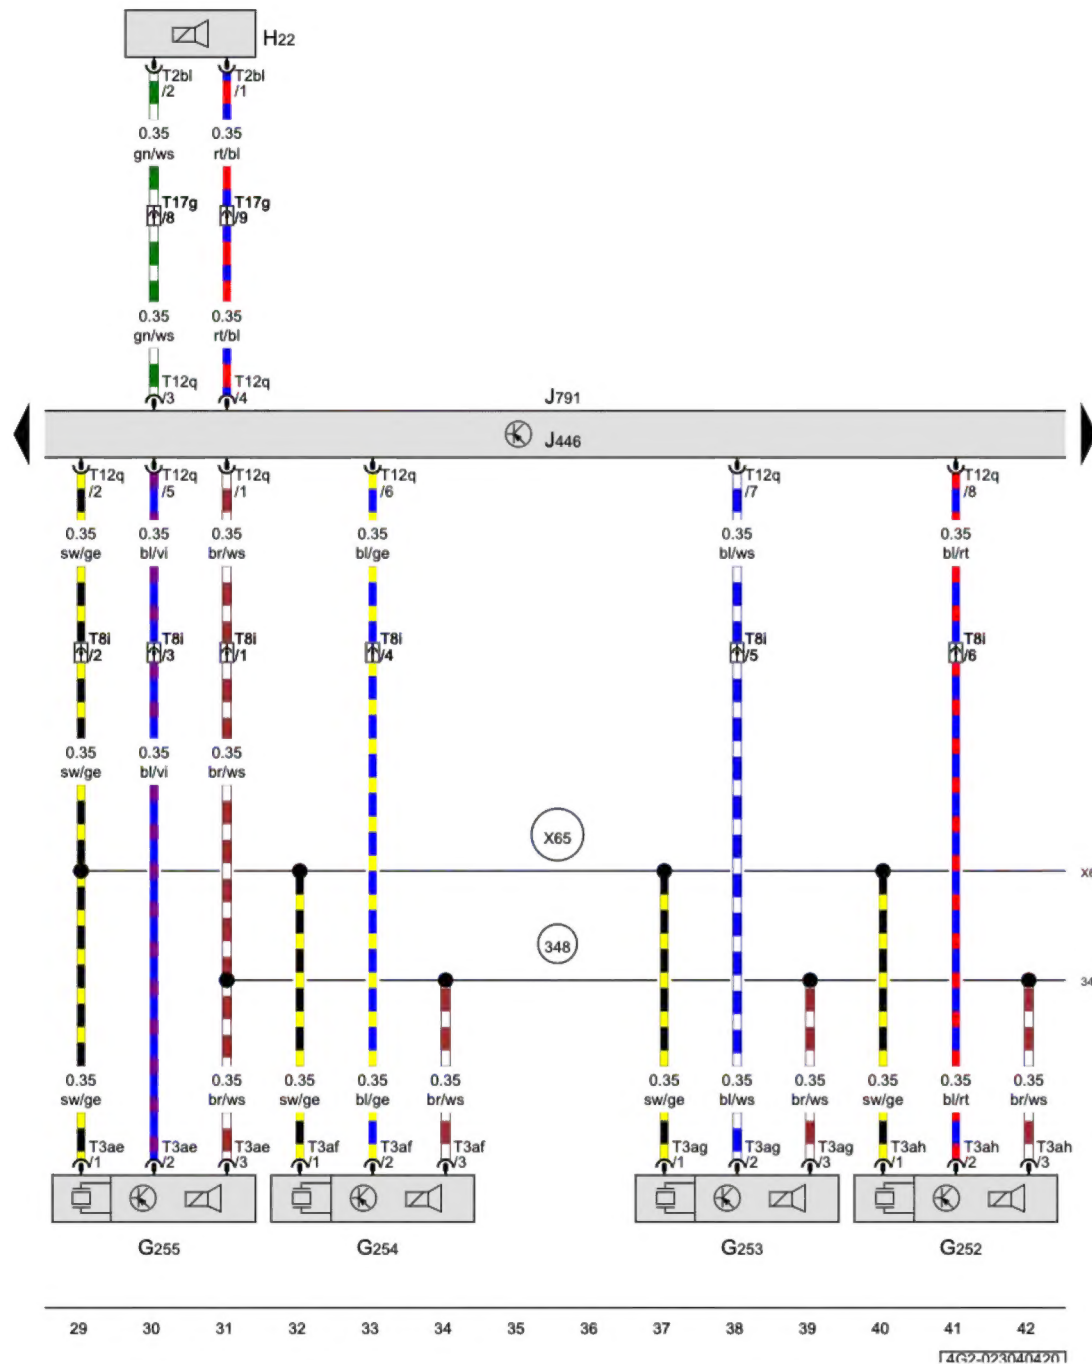 H22
T2bl T2bl
/2 /1
0.35 0.35
gn/ws rt/bl
T17g T17g
/8 /9
0.35 0.35
gn/ws rt/bl
T12q T12q
/3 /4
J791
J446
T12q T12q T12q T12q T12q T12q
/2 /5 /1 /6 /7 /8
0.35 0.35 0.35 0.35 0.35 0.35
sw/ge bl/vi br/ws bl/ge bl/ws bl/rt
T8i T8i T8i T8i T8i T8i
/2 /3 /1 /4 /5 /6
0.35 0.35 0.35
sw/ge bl/vi br/ws
X65
348
0.35 0.35 0.35 0.35 0.35 0.35 0.35 0.35 0.35 0.35 0.35
sw/ge br/ws sw/ge bl/ge br/ws sw/ge bl/ws br/ws sw/ge bl/rt br/ws
T3ae T3ae T3ae T3af T3af T3af T3ag T3ag T3ag T3ah T3ah T3ah
/1 /2 /3 /1 /2 /3 /1 /2 /3 /1 /2 /3
G255 G254 G253 G252
29 30 31 32 33 34 35 36 37 38 39 40 41 42
4G2-023040420